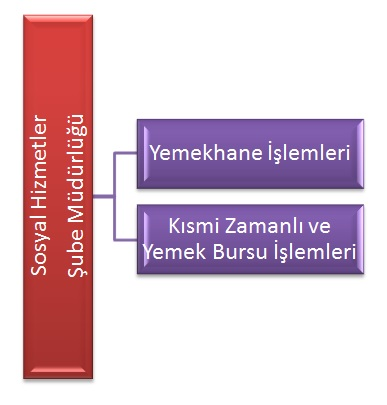 Sosyal Hizmetler
Şube Müdürlüğü
Yemekhane İşlemleri
Kısmi Zamanlı ve
Yemek Bursu İşlemleri